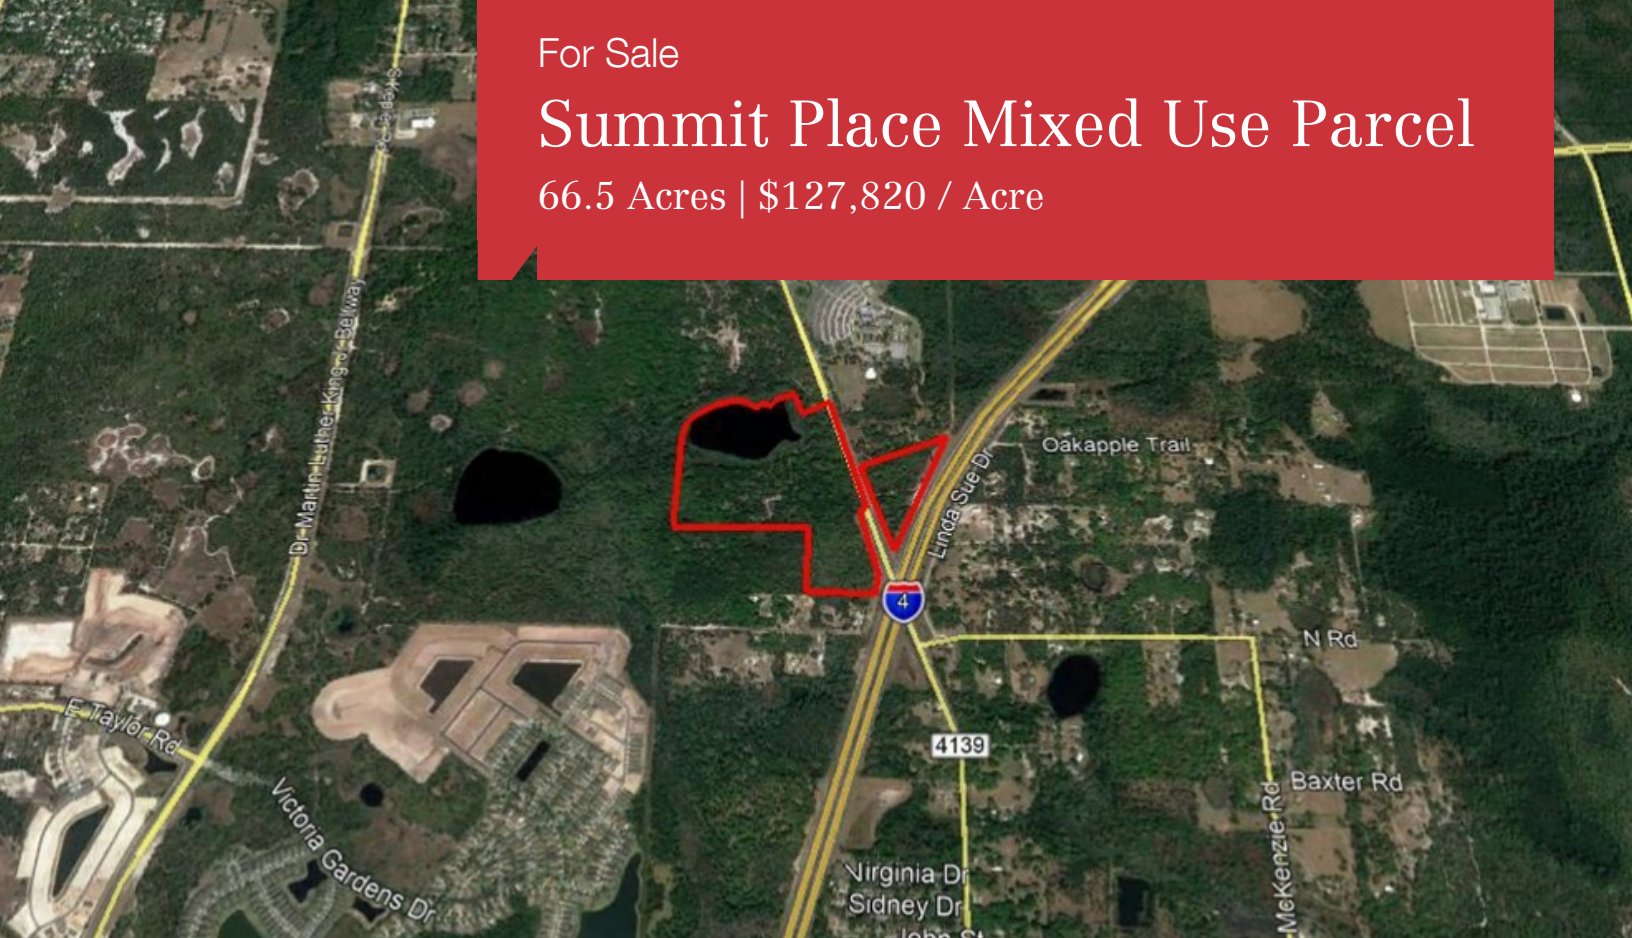 For Sale
Summit Place Mixed Use Parcel
66.5 Acres | $127,820 / Acre
Dr Martin Luther King Jr Beltway
Oakapple Trail
Linda Sue Dr
4
N Rd
E Taylor Rd
4139
Baxter Rd
Victoria Gardens Dr
McKenzie Rd
Virginia Dr
Sidney Dr